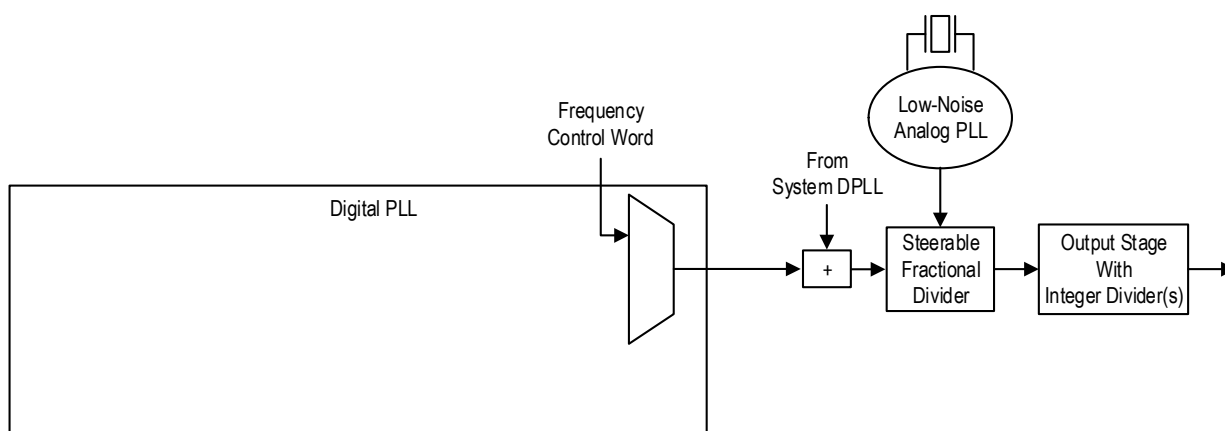 Low-Noise
Analog PLL
Frequency
Control Word
From
System DPLL
Digital PLL
+
Steerable
Fractional
Divider
Output Stage
With
Integer Divider(s)